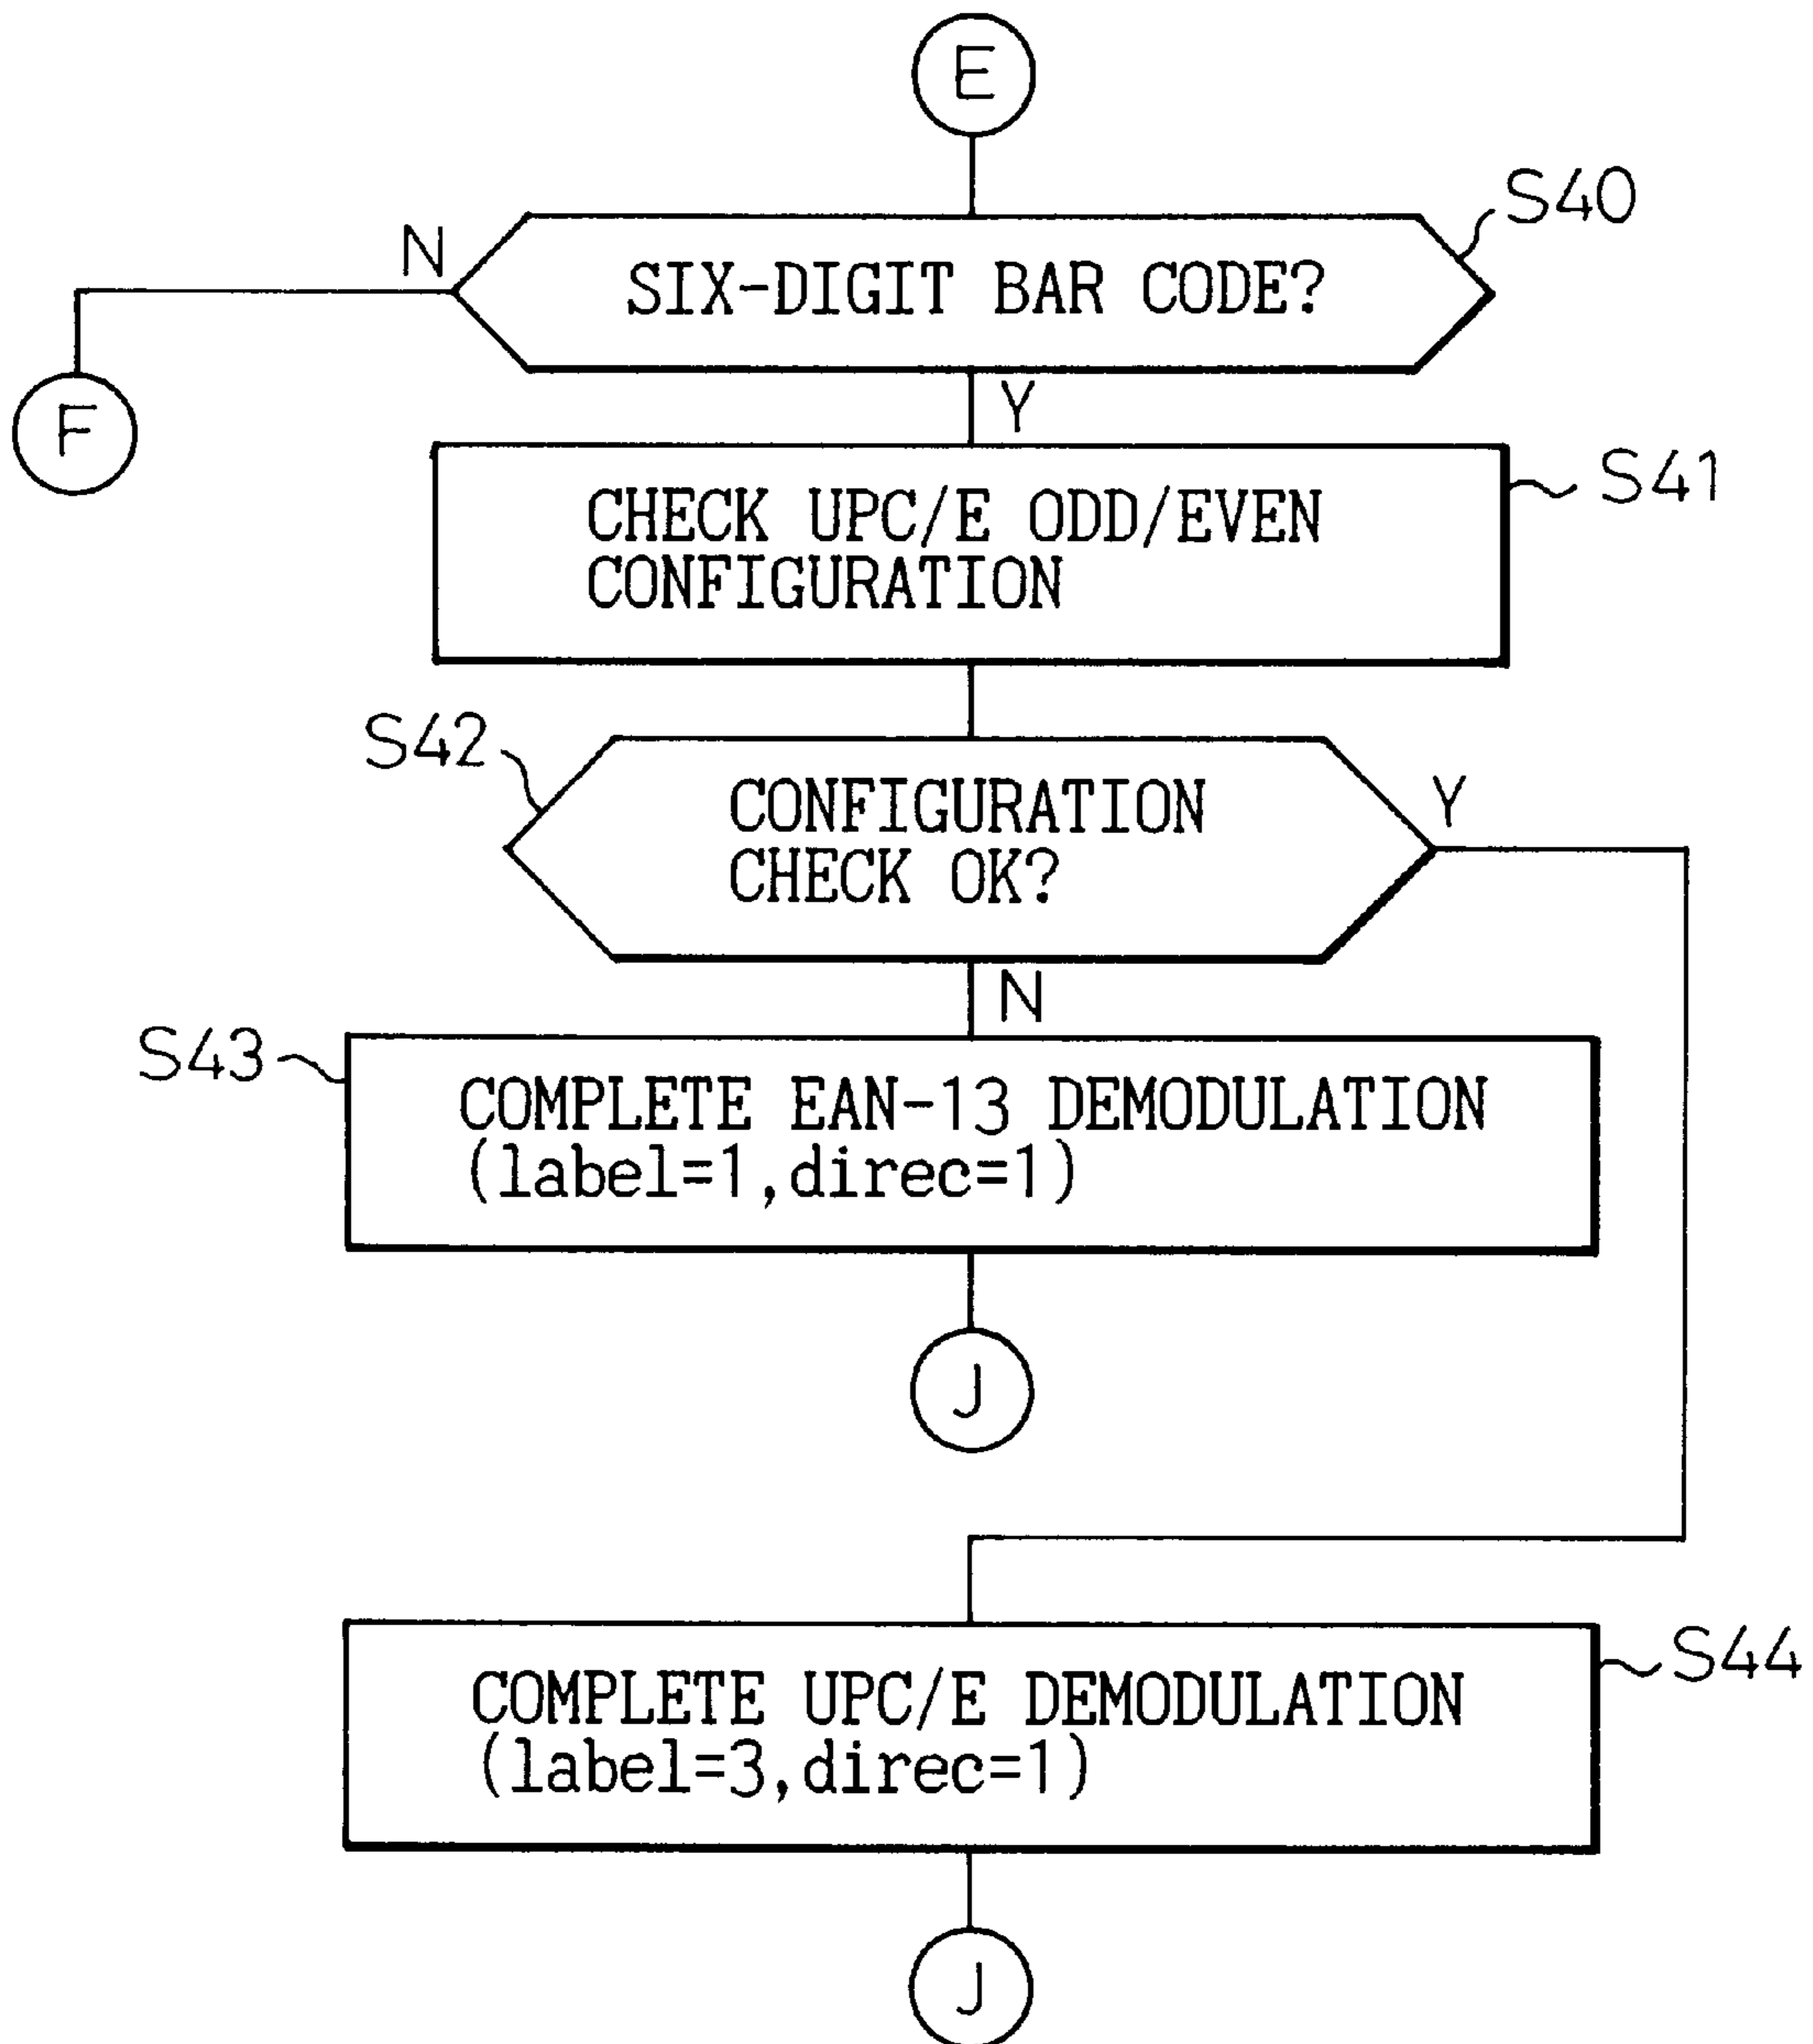 E
S40
N
SIX-DIGIT BAR CODE?
F
Y
S41
CHECK UPC/E ODD/EVEN
CONFIGURATION
S42
CONFIGURATION
CHECK OK?
Y
N
S43
COMPLETE EAN-13 DEMODULATION
(label=1,direc=1)
J
S44
COMPLETE UPC/E DEMODULATION
(label=3,direc=1)
J